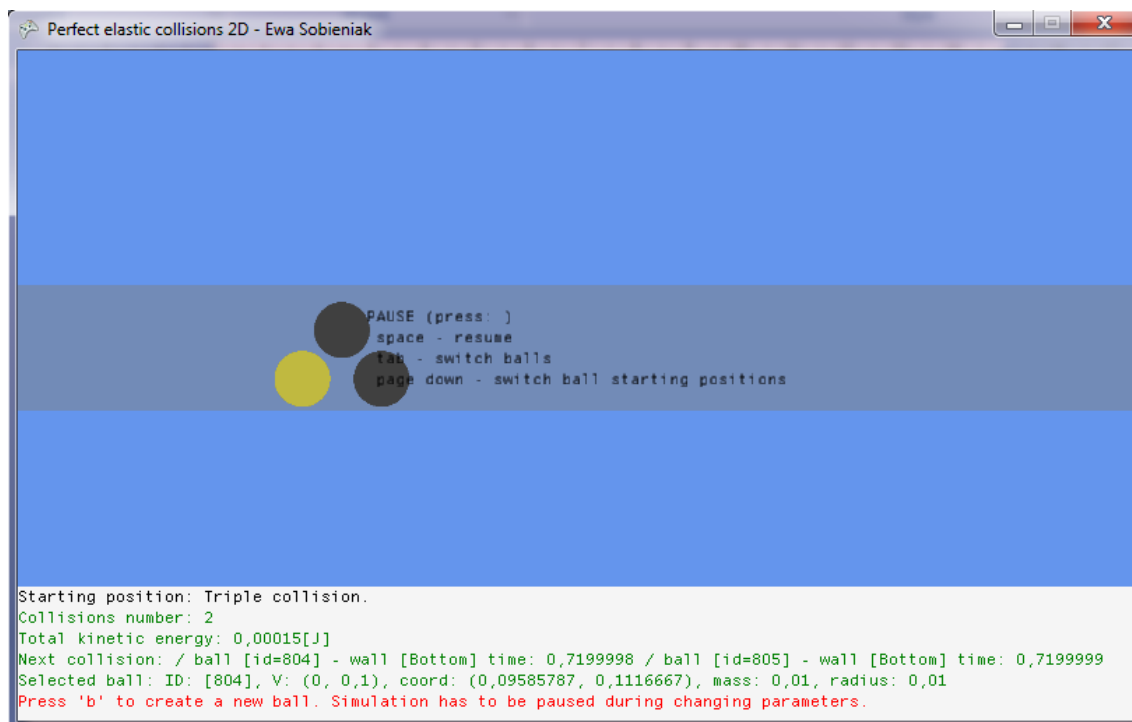 Perfect elastic collisions 2D - Ewa Sobieniak
PAUSE (press: )
space - resume
tab - switch balls
page down - switch ball starting positions
Starting position: Triple collision.
Collisions number: 2
Total kinetic energy: 0,00015[J]
Next collision: / ball [id=804] - wall [Bottom] time: 0,7199998 / ball [id=805] - wall [Bottom] time: 0,7199999
Selected ball: ID: [804], V: (0, 0,1), coord: (0,09585787, 0,1116667), mass: 0,01, radius: 0,01
Press 'b' to create a new ball. Simulation has to be paused during changing parameters.